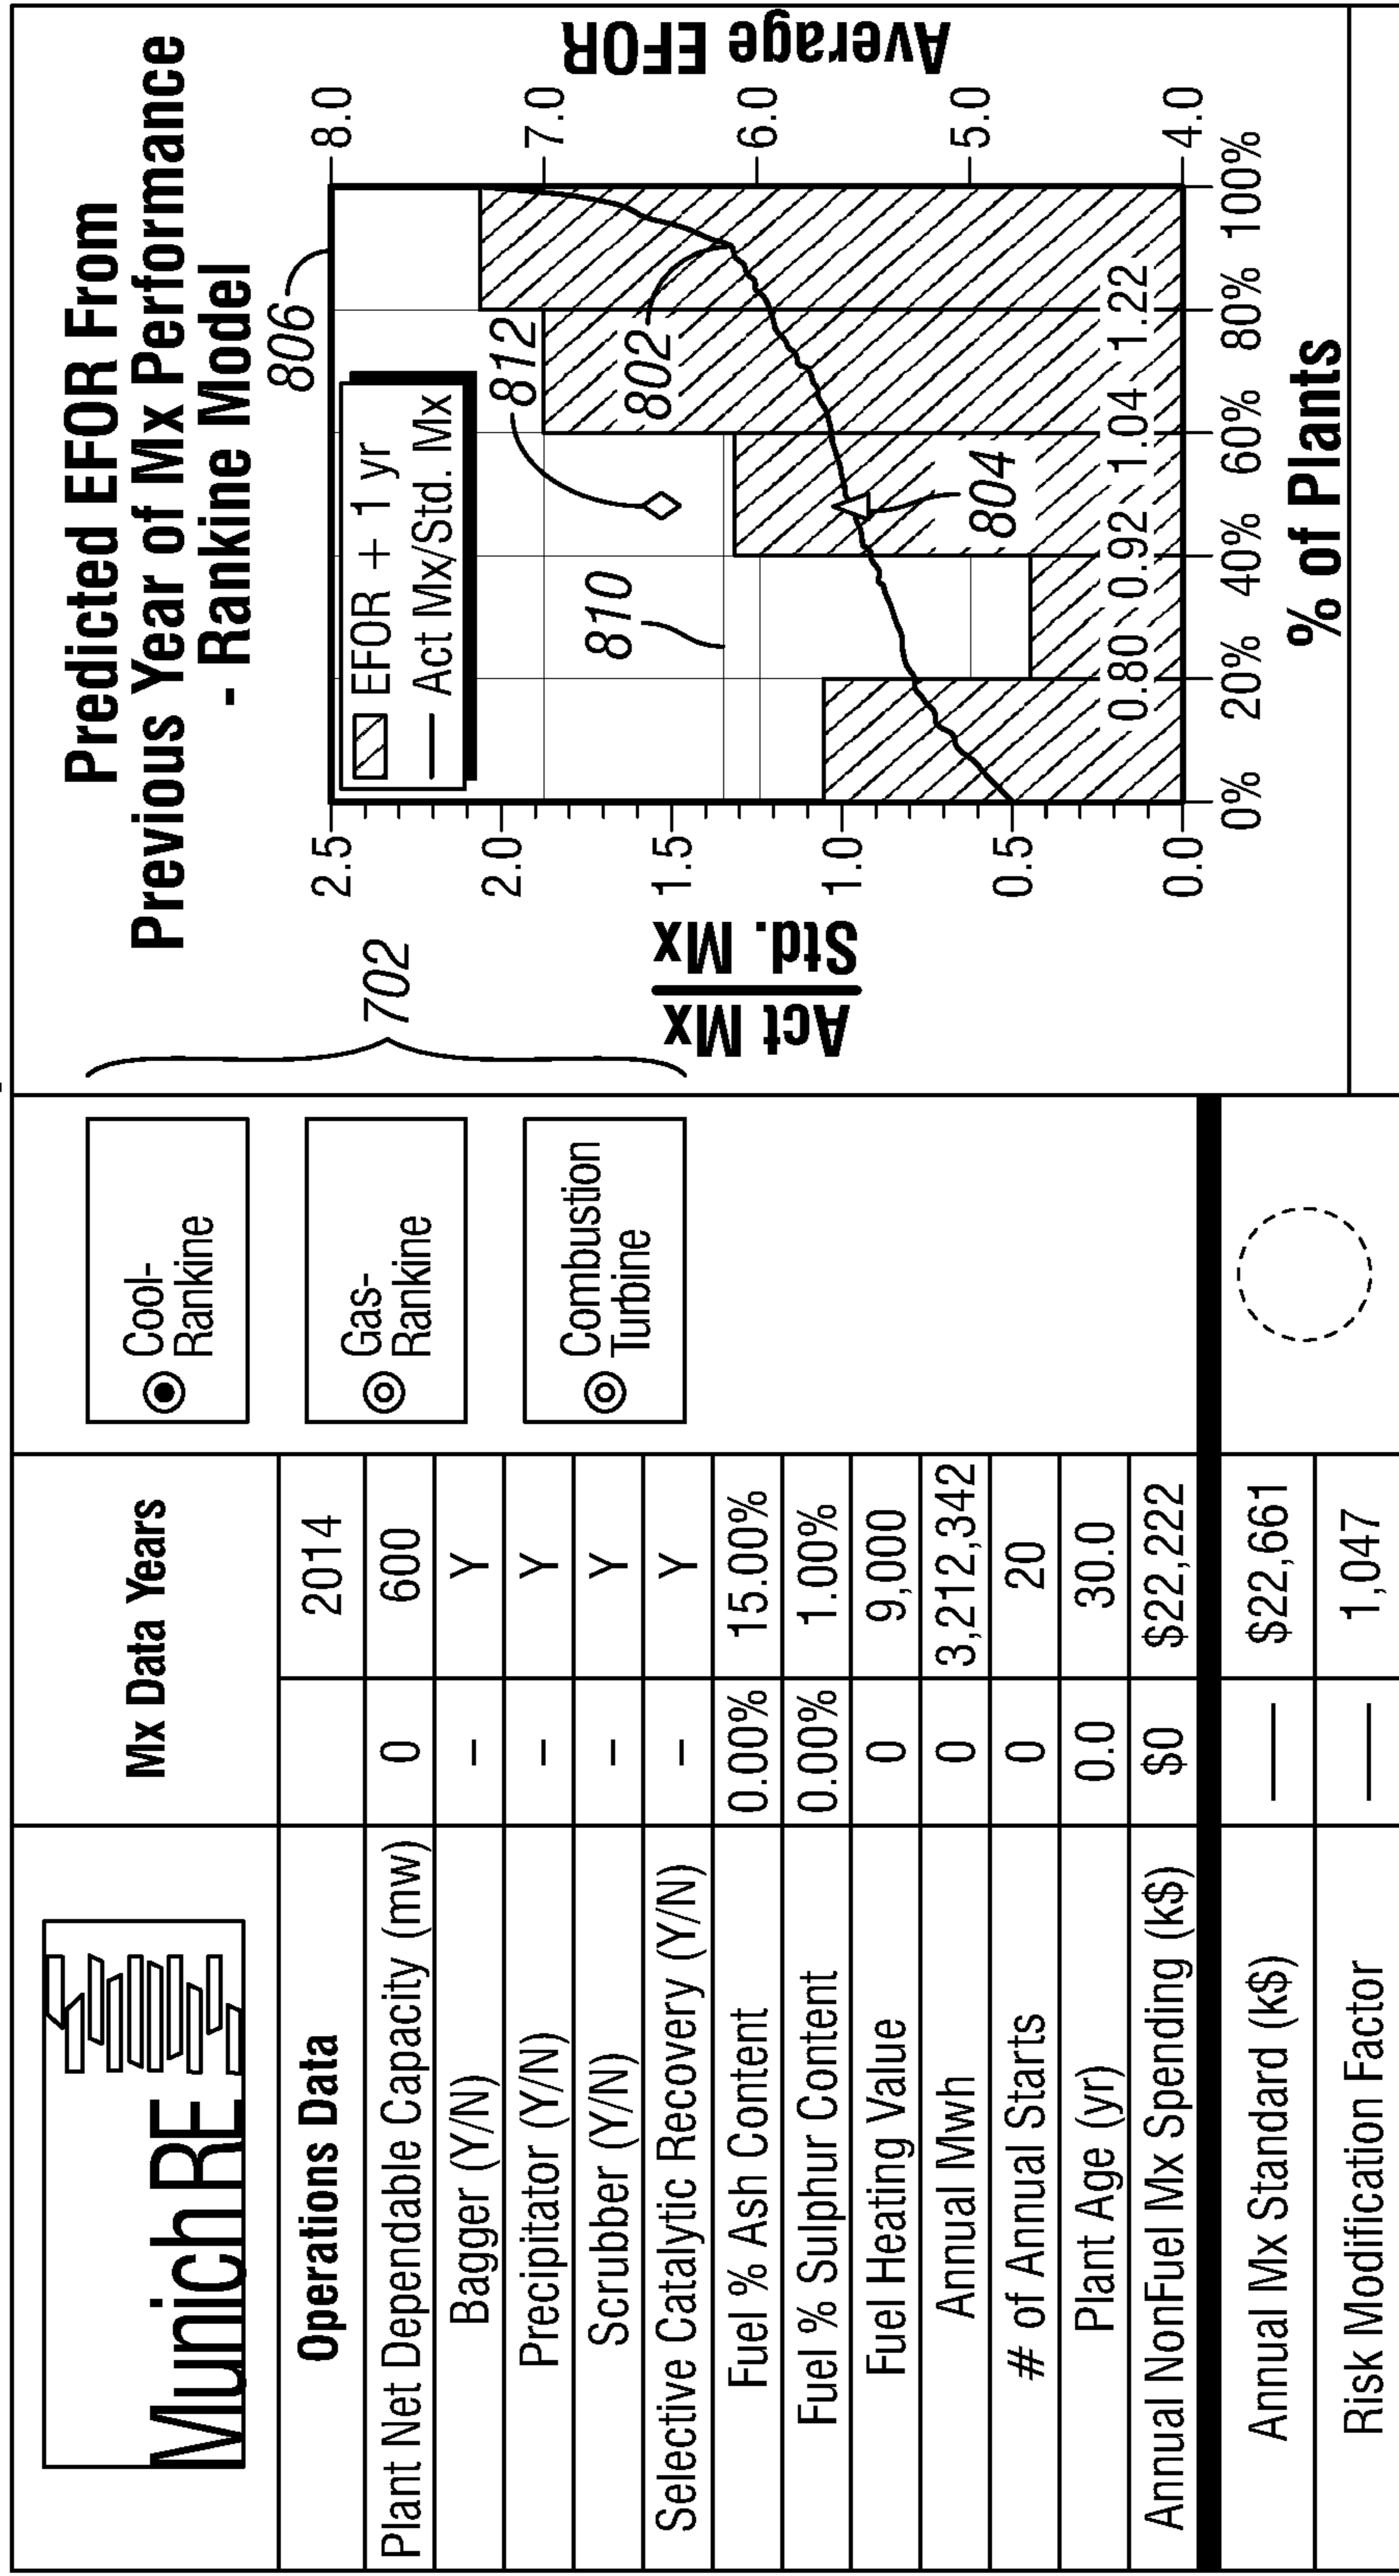 Munich RE
Mx Data Years
Operations Data 2014
Plant Net Dependable Capacity (mw) 0 600
Bagger (Y/N) – Y
Precipitator (Y/N) – Y
Scrubber (Y/N) – Y
Selective Catalytic Recovery (Y/N) – Y
Fuel % Ash Content 0.00% 15.00%
Fuel % Sulphur Content 0.00% 1.00%
Fuel Heating Value 0 9,000
Annual Mwh 0 3,212,342
# of Annual Starts 0 20
Plant Age (yr) 0.0 30.0
Annual NonFuel Mx Spending (k$) $0 $22,222
Annual Mx Standard (k$) — $22,661
Risk Modification Factor — 1,047
Cool-
Rankine
Gas-
Rankine
Combustion
Turbine
702
Predicted EFOR From
Previous Year of Mx Performance
- Rankine Model
806
EFOR + 1 yr
Act Mx/Std. Mx
812
802
810
804
Act Mx
Std. Mx
2.5
2.0
1.5
1.0
0.5
0.0
0.80 0.92 1.04 1.22
0% 20% 40% 60% 80% 100%
% of Plants
8.0
7.0
6.0
5.0
4.0
Average EFOR